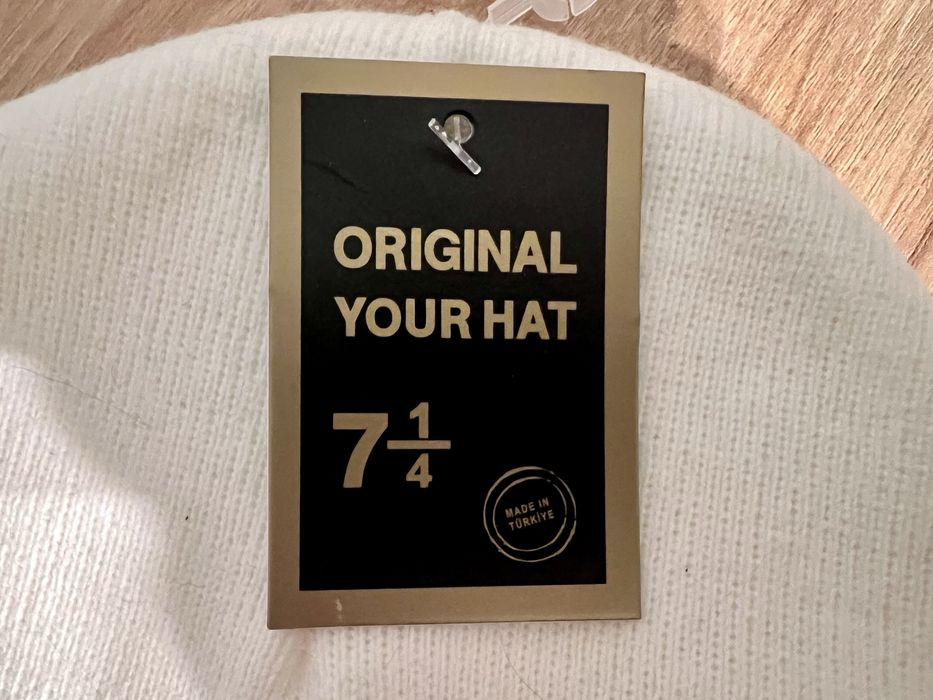 ORIGINAL
YOUR HAT
7 1/4
MADE IN
TÜRKİYE